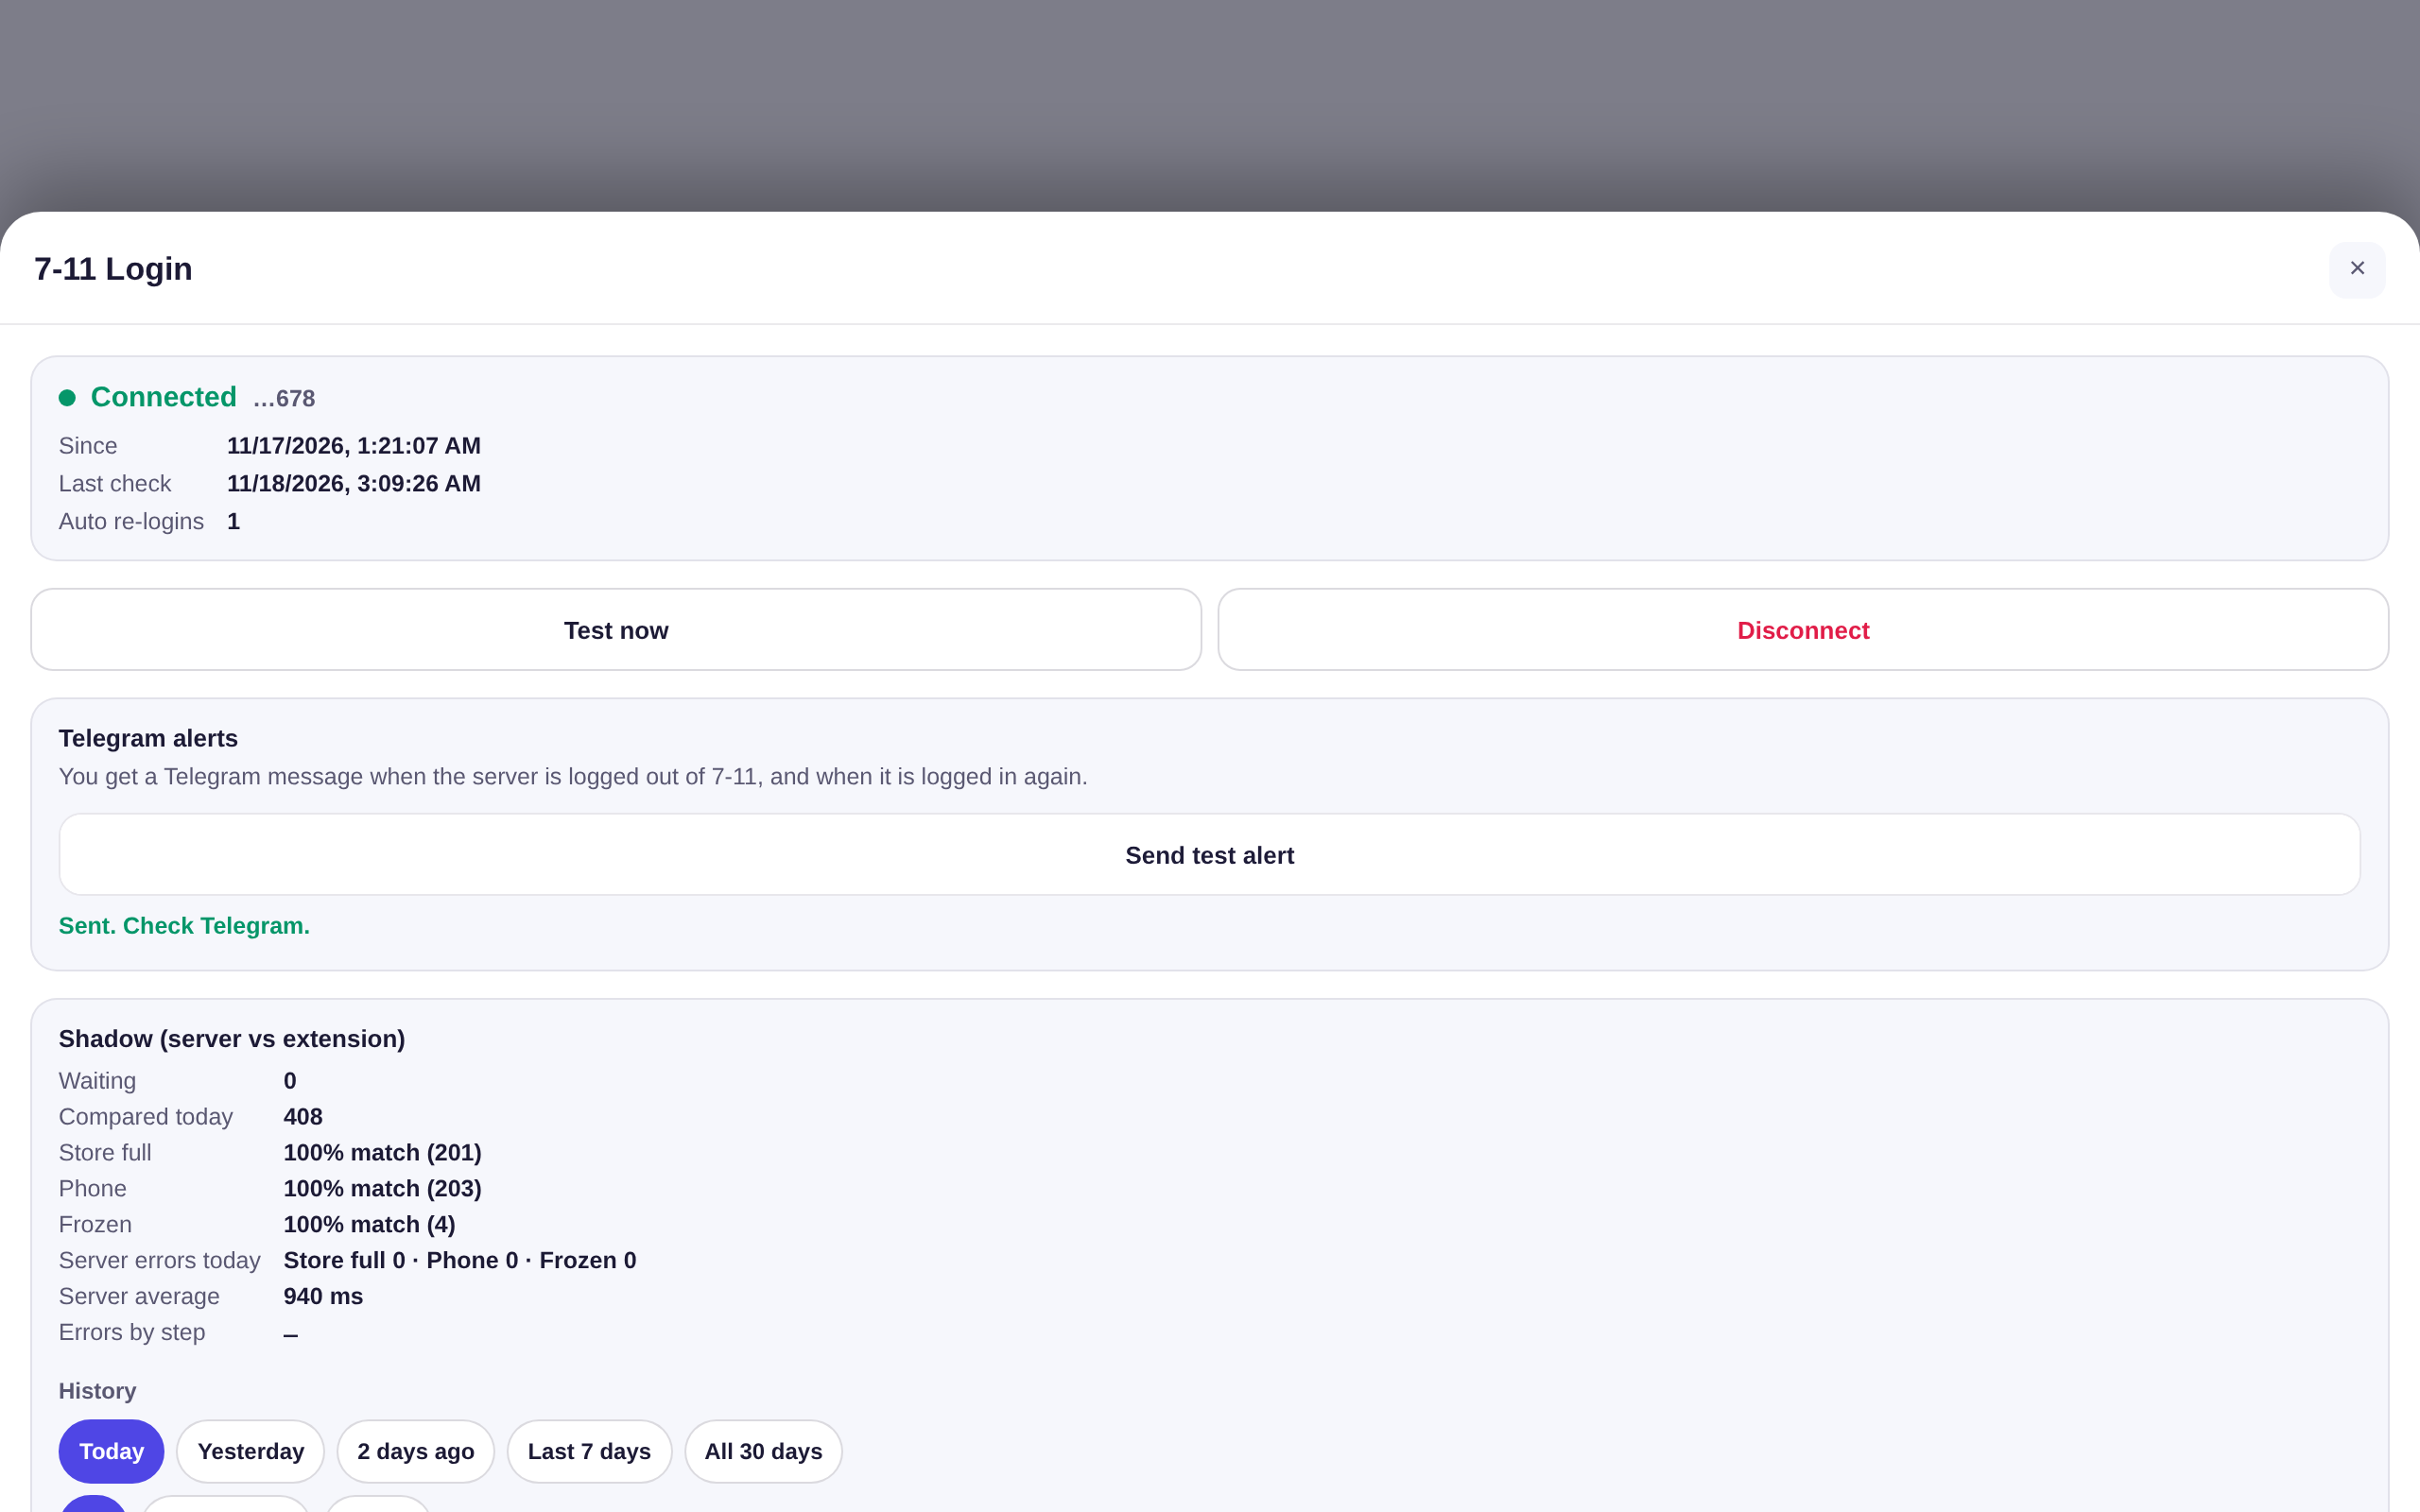 7-11 Login
×
Connected …678
Since 11/17/2026, 1:21:07 AM
Last check 11/18/2026, 3:09:26 AM
Auto re-logins 1
Test now
Disconnect
Telegram alerts
You get a Telegram message when the server is logged out of 7-11, and when it is logged in again.
Send test alert
Sent. Check Telegram.
Shadow (server vs extension)
Waiting 0
Compared today 408
Store full 100% match (201)
Phone 100% match (203)
Frozen 100% match (4)
Server errors today Store full 0 · Phone 0 · Frozen 0
Server average 940 ms
Errors by step –
History
Today
Yesterday
2 days ago
Last 7 days
All 30 days